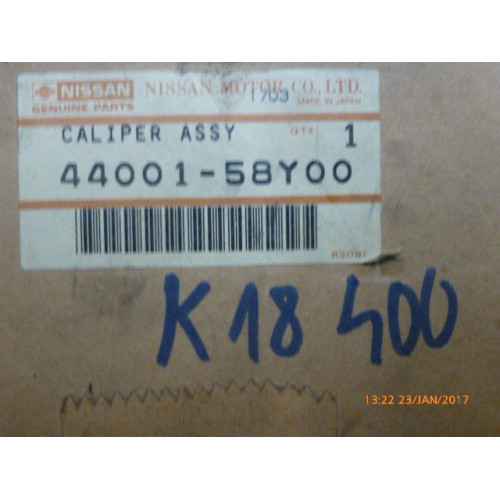 NISSAN NISSAN MOTOR CO., LTD.
GENUINE PARTS 1703 MADE IN JAPAN
CALIPER ASSY QTY 1
44001-58Y00
K18 400
13:22 23/JAN/2017